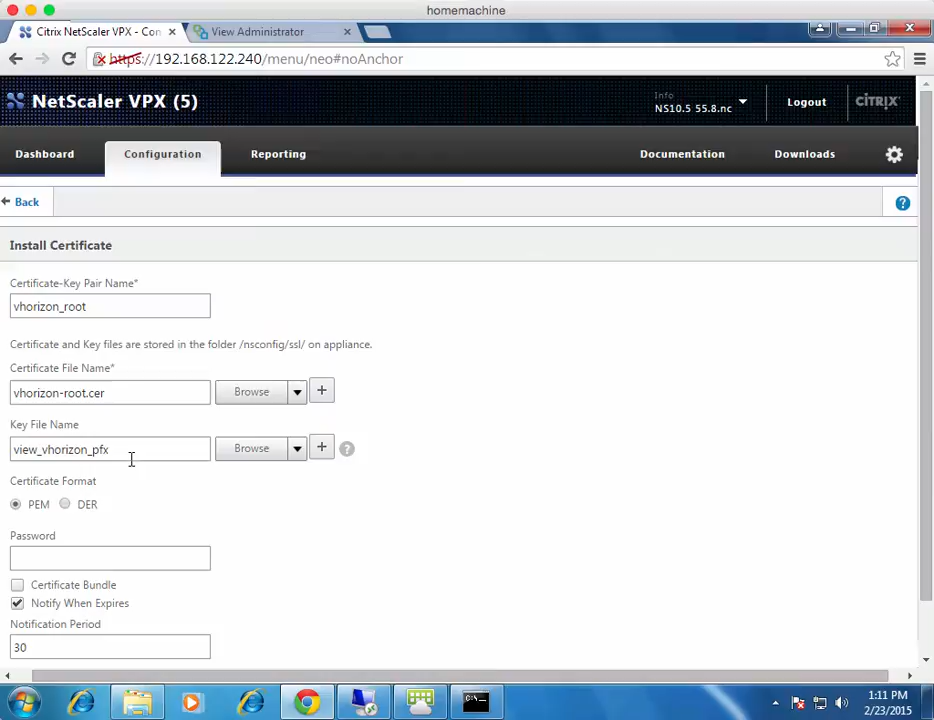 homemachine
Citrix NetScaler VPX - Con
View Administrator
https://192.168.122.240/menu/neo#noAnchor
NetScaler VPX (5)
Info
NS10.5 55.8.nc
Logout
CITRIX
Dashboard
Configuration
Reporting
Documentation
Downloads
Back
?
Install Certificate
Certificate-Key Pair Name*
vhorizon_root
Certificate and Key files are stored in the folder /nsconfig/ssl/ on appliance.
Certificate File Name*
vhorizon-root.cer
Browse
+
Key File Name
view_vhorizon_pfx
Browse
+
?
Certificate Format
PEM
DER
Password
Certificate Bundle
Notify When Expires
Notification Period
30
C:\_
1:11 PM
2/23/2015